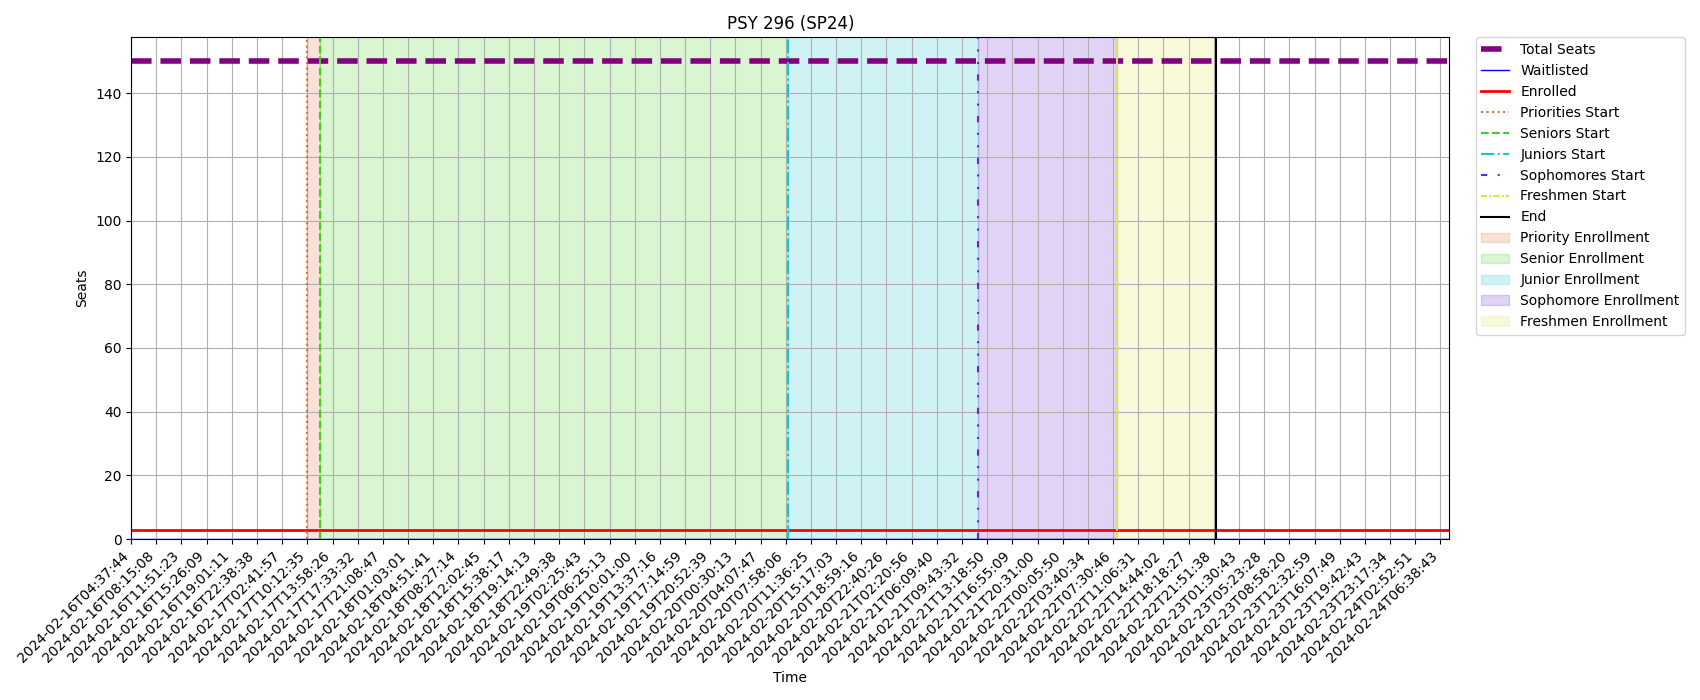 PSY 296 (SP24)
Seats
140
120
100
80
60
40
20
0
2024-02-16T04:37:44
2024-02-16T08:15:08
2024-02-16T11:51:23
2024-02-16T15:26:09
2024-02-16T19:01:11
2024-02-16T22:38:38
2024-02-17T02:41:57
2024-02-17T10:12:35
2024-02-17T13:58:26
2024-02-17T17:33:32
2024-02-17T21:08:47
2024-02-18T01:03:01
2024-02-18T04:51:41
2024-02-18T08:27:14
2024-02-18T12:02:45
2024-02-18T15:38:17
2024-02-18T19:14:13
2024-02-18T22:49:38
2024-02-19T02:25:43
2024-02-19T06:25:13
2024-02-19T10:01:00
2024-02-19T13:37:16
2024-02-19T17:14:59
2024-02-19T20:52:39
2024-02-20T00:30:13
2024-02-20T04:07:47
2024-02-20T07:58:06
2024-02-20T11:36:25
2024-02-20T15:17:03
2024-02-20T18:59:16
2024-02-20T22:40:26
2024-02-21T02:20:56
2024-02-21T06:09:40
2024-02-21T09:43:32
2024-02-21T13:18:50
2024-02-21T16:55:09
2024-02-21T20:31:00
2024-02-22T00:05:50
2024-02-22T03:40:34
2024-02-22T07:30:46
2024-02-22T11:06:31
2024-02-22T14:44:02
2024-02-22T18:18:27
2024-02-22T21:51:38
2024-02-23T01:30:43
2024-02-23T05:23:28
2024-02-23T08:58:20
2024-02-23T12:32:59
2024-02-23T16:07:49
2024-02-23T19:42:43
2024-02-23T23:17:34
2024-02-24T02:52:51
2024-02-24T06:38:43
Time
Total Seats
Waitlisted
Enrolled
Priorities Start
Seniors Start
Juniors Start
Sophomores Start
Freshmen Start
End
Priority Enrollment
Senior Enrollment
Junior Enrollment
Sophomore Enrollment
Freshmen Enrollment